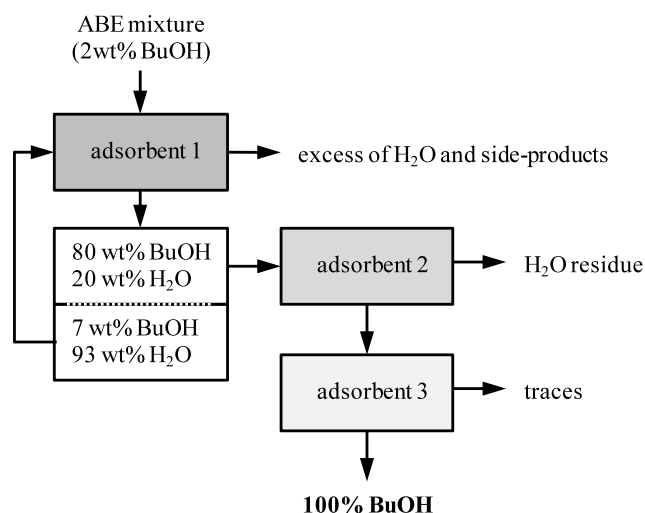 ABE mixture
(2wt% BuOH)
adsorbent 1
excess of H₂O and side-products
80 wt% BuOH
20 wt% H₂O
7 wt% BuOH
93 wt% H₂O
adsorbent 2
H₂O residue
adsorbent 3
traces
100% BuOH